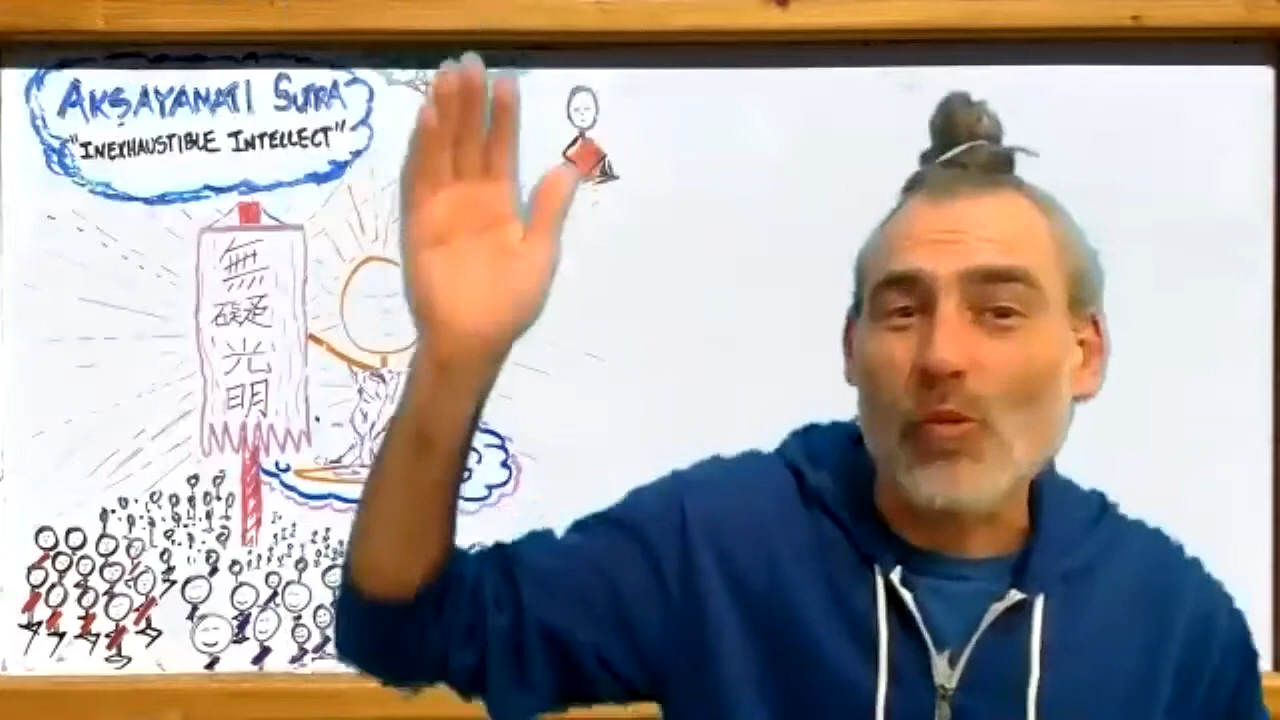 AKṢAYAMATI SUTRA
"INEXHAUSTIBLE INTELLECT"
無
礙
光
明